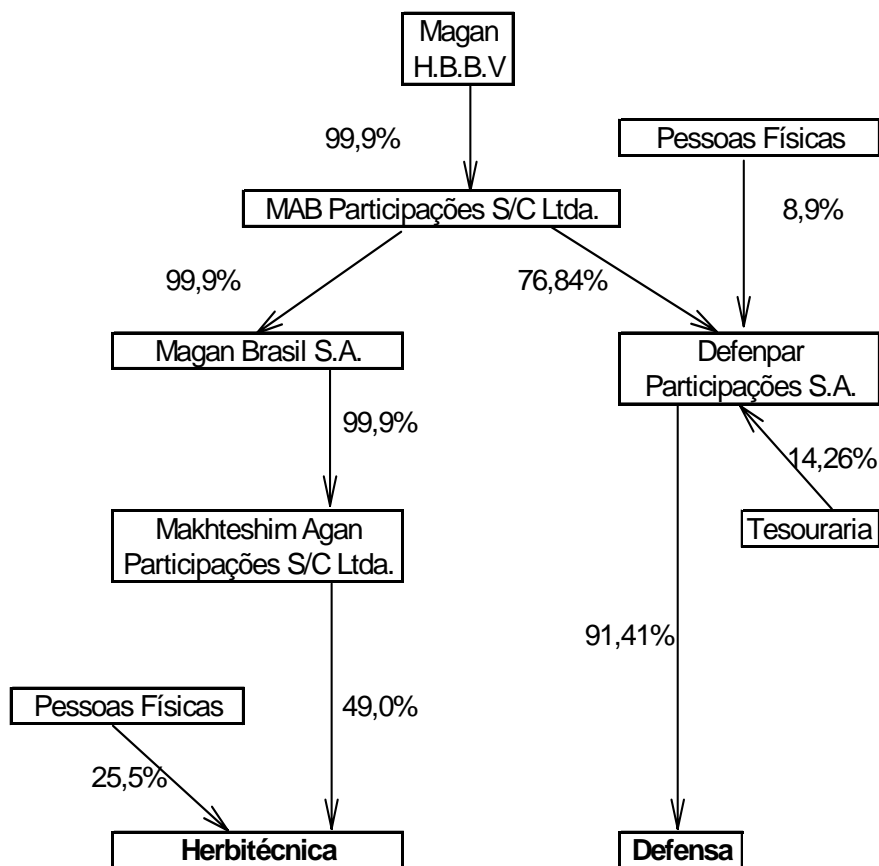 Magan
H.B.B.V
99,9%
Pessoas Físicas
MAB Participações S/C Ltda.
8,9%
99,9%
76,84%
Magan Brasil S.A.
Defenpar
Participações S.A.
99,9%
14,26%
Makhteshim Agan
Participações S/C Ltda.
Tesouraria
91,41%
Pessoas Físicas
49,0%
25,5%
Herbitécnica
Defensa